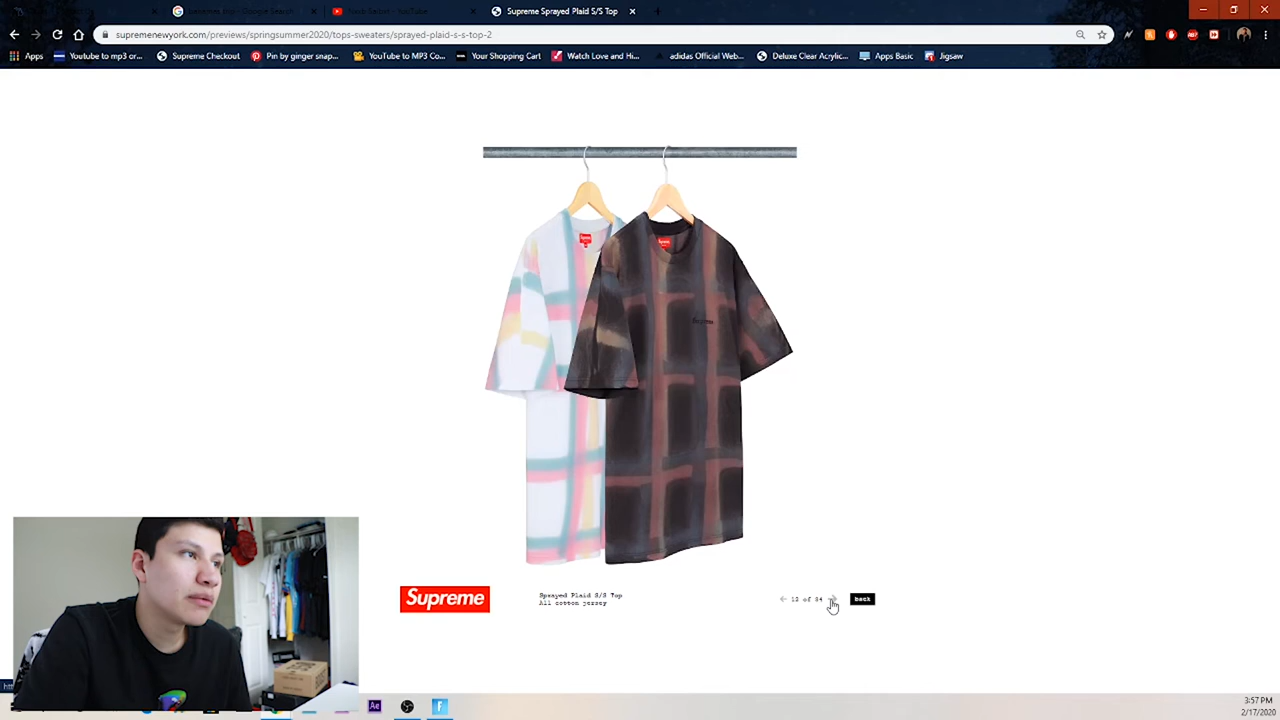 Supreme Sprayed Plaid S/S Top
supremenewyork.com/previews/springsummer2020/tops-sweaters/sprayed-plaid-s-s-top-2
Apps
Youtube to mp3 or...
Supreme Checkout
Pin by ginger snap...
YouTube to MP3 Co...
Your Shopping Cart
Watch Love and Hi...
adidas Official Web...
Deluxe Clear Acrylic...
Apps Basic
Jigsaw
Supreme
Sprayed Plaid S/S Top
All cotton jersey
12 of 34
back
3:57 PM
2/17/2020